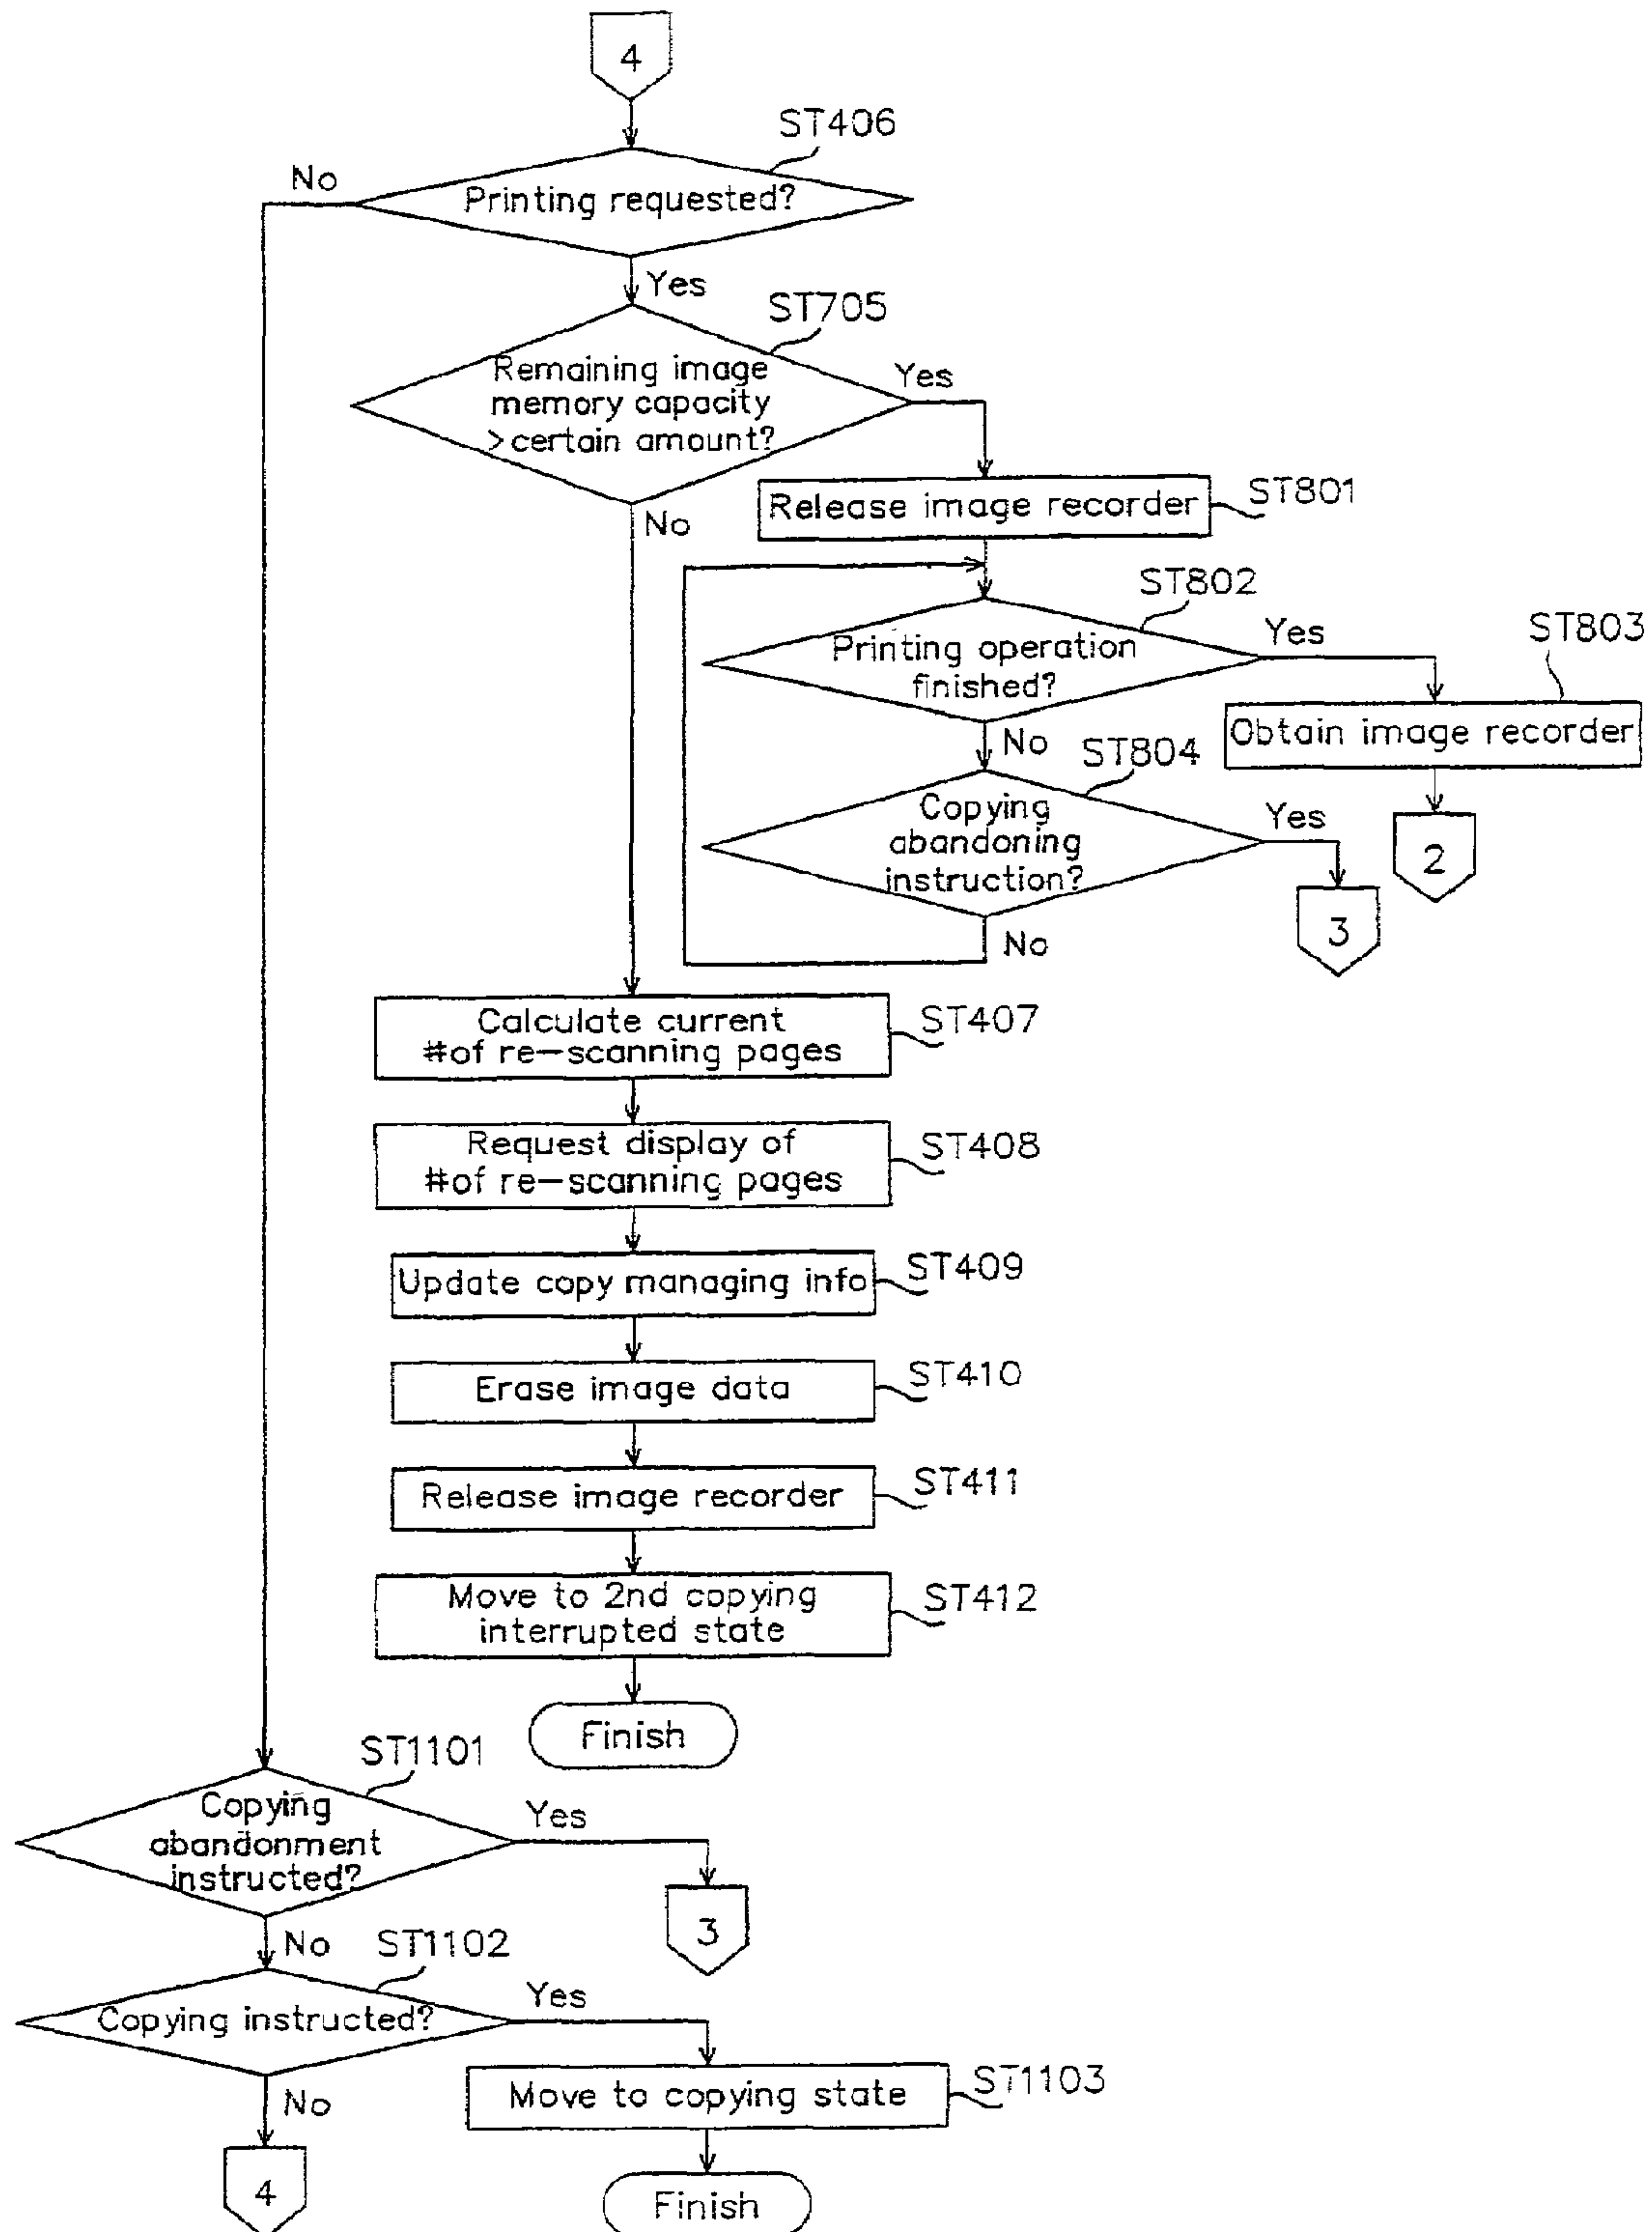 4
ST406
No
Printing requested?
Yes
ST705
Remaining image
memory capacity
>certain amount?
Yes
No
Release image recorder
ST801
ST802
Printing operation
finished?
Yes
ST803
Obtain image recorder
No
ST804
Copying
abandoning
instruction?
Yes
2
3
No
Calculate current
#of re-scanning pages
ST407
Request display of
#of re-scanning pages
ST408
Update copy managing info
ST409
Erase image data
ST410
Release image recorder
ST411
Move to 2nd copying
interrupted state
ST412
Finish
ST1101
Copying
abandonment
instructed?
Yes
3
No
ST1102
Copying instructed?
Yes
No
Move to copying state
ST1103
4
Finish